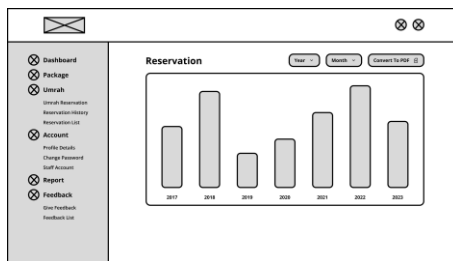 Dashboard
Package
Umrah
Umrah Reservation
Reservation History
Reservation List
Account
Profile Details
Change Password
Staff Account
Report
Feedback
Give Feedback
Feedback List
Reservation
Year
Month
Convert To PDF
2017 2018 2019 2020 2021 2022 2023